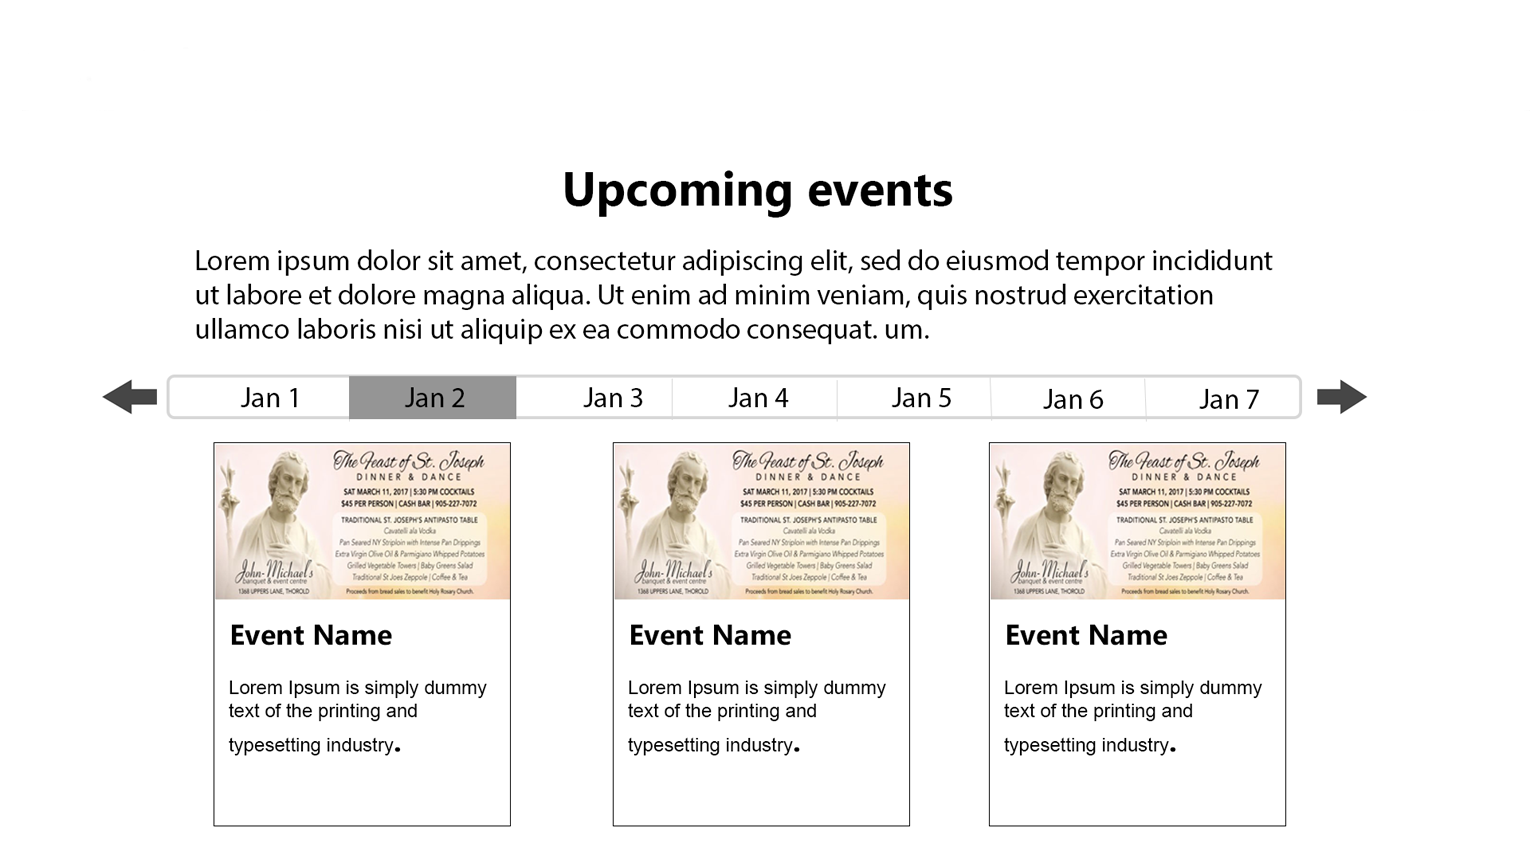 Upcoming events
Lorem ipsum dolor sit amet, consectetur adipiscing elit, sed do eiusmod tempor incididunt
ut labore et dolore magna aliqua. Ut enim ad minim veniam, quis nostrud exercitation
ullamco laboris nisi ut aliquip ex ea commodo consequat. um.
Jan 1 Jan 2 Jan 3 Jan 4 Jan 5 Jan 6 Jan 7
The Feast of St. Joseph
DINNER & DANCE
SAT MARCH 11, 2017 | 5:30 PM COCKTAILS
$45 PER PERSON | CASH BAR | 905-227-7072
TRADITIONAL ST. JOSEPH'S ANTIPASTO TABLE
Cavatelli ala Vodka
Pan Seared NY Striploin with Intense Pan Drippings
Extra Virgin Olive Oil & Parmigiano Whipped Potatoes
Grilled Vegetable Towers | Baby Greens Salad
Traditional St Joes Zeppole | Coffee & Tea
Proceeds from bread sales to benefit Holy Rosary Church.
John-Michael's
banquet & event centre
1368 UPPERS LANE, THOROLD
Event Name
Lorem Ipsum is simply dummy
text of the printing and
typesetting industry.
The Feast of St. Joseph
DINNER & DANCE
SAT MARCH 11, 2017 | 5:30 PM COCKTAILS
$45 PER PERSON | CASH BAR | 905-227-7072
TRADITIONAL ST. JOSEPH'S ANTIPASTO TABLE
Cavatelli ala Vodka
Pan Seared NY Striploin with Intense Pan Drippings
Extra Virgin Olive Oil & Parmigiano Whipped Potatoes
Grilled Vegetable Towers | Baby Greens Salad
Traditional St Joes Zeppole | Coffee & Tea
Proceeds from bread sales to benefit Holy Rosary Church.
John-Michael's
banquet & event centre
1368 UPPERS LANE, THOROLD
Event Name
Lorem Ipsum is simply dummy
text of the printing and
typesetting industry.
The Feast of St. Joseph
DINNER & DANCE
SAT MARCH 11, 2017 | 5:30 PM COCKTAILS
$45 PER PERSON | CASH BAR | 905-227-7072
TRADITIONAL ST. JOSEPH'S ANTIPASTO TABLE
Cavatelli ala Vodka
Pan Seared NY Striploin with Intense Pan Drippings
Extra Virgin Olive Oil & Parmigiano Whipped Potatoes
Grilled Vegetable Towers | Baby Greens Salad
Traditional St Joes Zeppole | Coffee & Tea
Proceeds from bread sales to benefit Holy Rosary Church.
John-Michael's
banquet & event centre
1368 UPPERS LANE, THOROLD
Event Name
Lorem Ipsum is simply dummy
text of the printing and
typesetting industry.